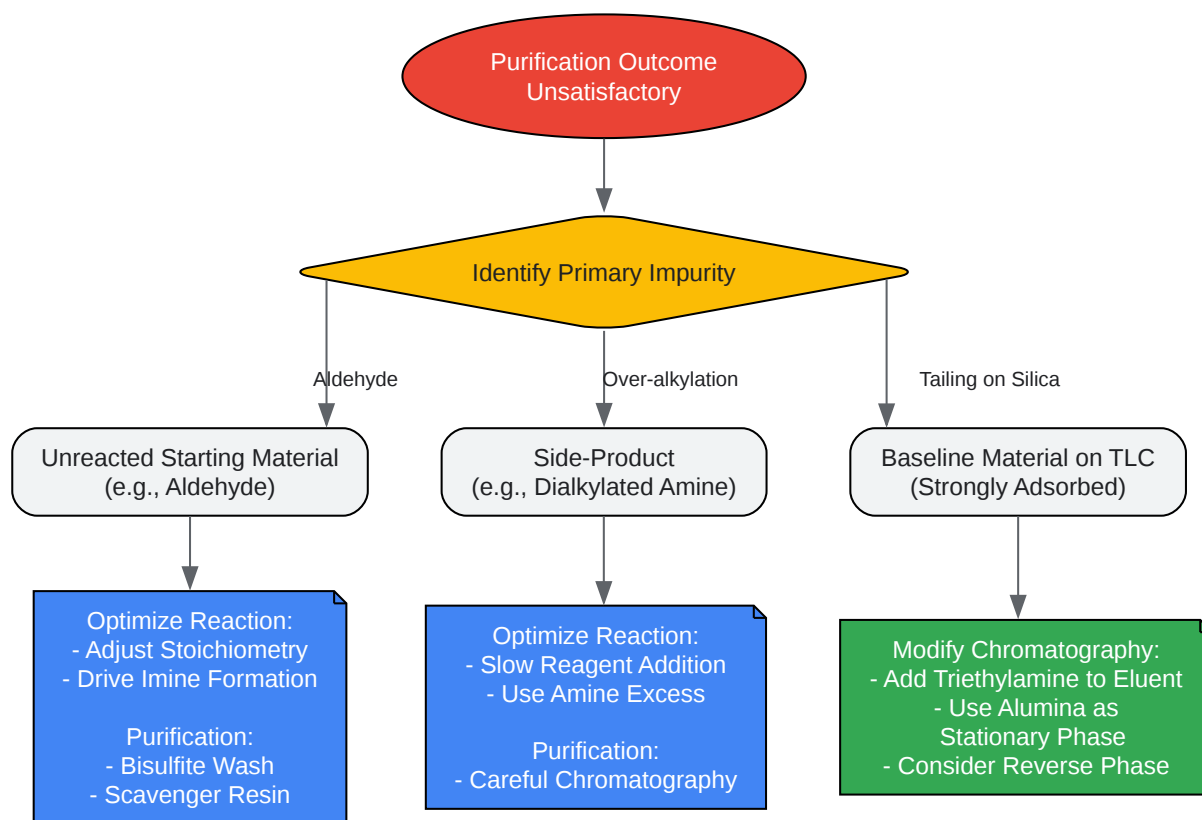 Purification Outcome
Unsatisfactory
Identify Primary Impurity
Aldehyde
Over-alkylation
Tailing on Silica
Unreacted Starting Material
(e.g., Aldehyde)
Side-Product
(e.g., Dialkylated Amine)
Baseline Material on TLC
(Strongly Adsorbed)
Optimize Reaction:
- Adjust Stoichiometry
- Drive Imine Formation
Purification:
- Bisulfite Wash
- Scavenger Resin
Optimize Reaction:
- Slow Reagent Addition
- Use Amine Excess
Purification:
- Careful Chromatography
Modify Chromatography:
- Add Triethylamine to Eluent
- Use Alumina as
Stationary Phase
- Consider Reverse Phase